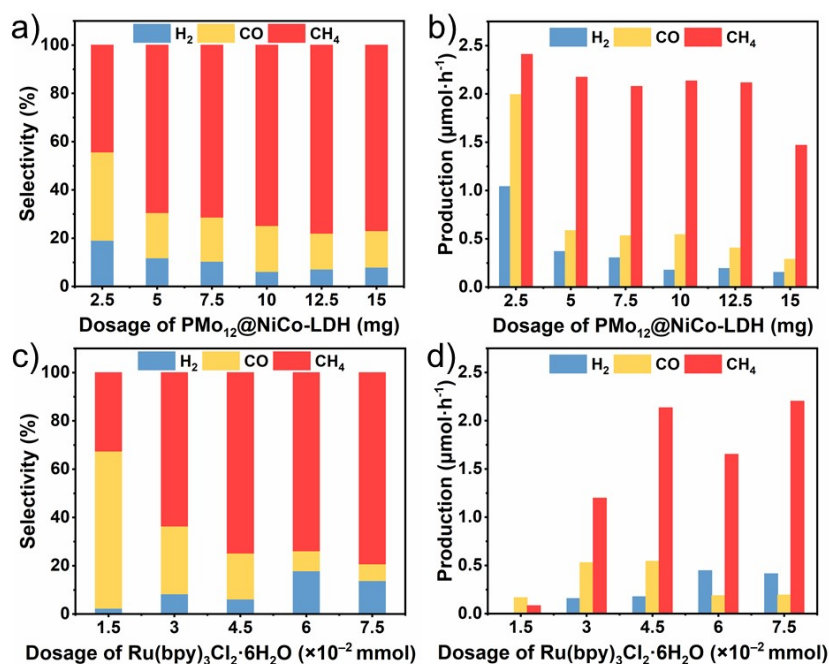 a)
H₂ CO CH₄
100
80
60
40
20
0
Selectivity (%)
2.5 5 7.5 10 12.5 15
Dosage of PMo₁₂@NiCo-LDH (mg)
b)
H₂ CO CH₄
2.5
2.0
1.5
1.0
0.5
0.0
Production (μmol·h⁻¹)
2.5 5 7.5 10 12.5 15
Dosage of PMo₁₂@NiCo-LDH (mg)
c)
H₂ CO CH₄
100
80
60
40
20
0
Selectivity (%)
1.5 3 4.5 6 7.5
Dosage of Ru(bpy)₃Cl₂·6H₂O (×10⁻² mmol)
d)
H₂ CO CH₄
2.5
2.0
1.5
1.0
0.5
0.0
Production (μmol·h⁻¹)
1.5 3 4.5 6 7.5
Dosage of Ru(bpy)₃Cl₂·6H₂O (×10⁻² mmol)